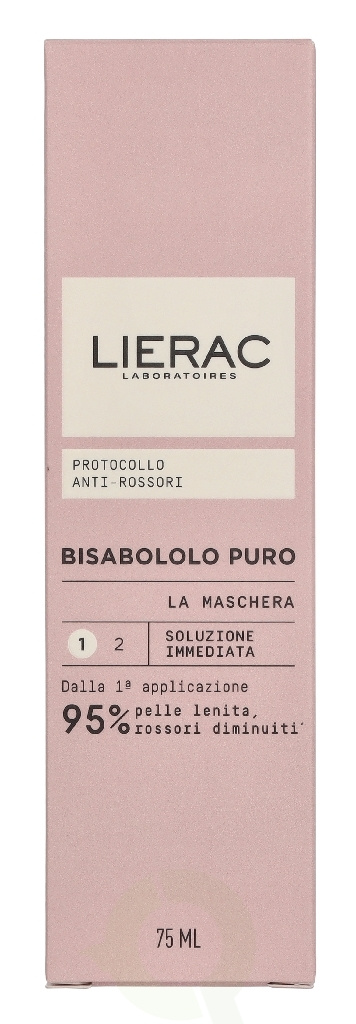 LIERAC
LABORATOIRES
PROTOCOLLO
ANTI-ROSSORI
BISABOLOLO PURO
LA MASCHERA
1 2 SOLUZIONE
IMMEDIATA
Dalla 1ª applicazione
95% pelle lenita,
rossori diminuiti*
75 ML